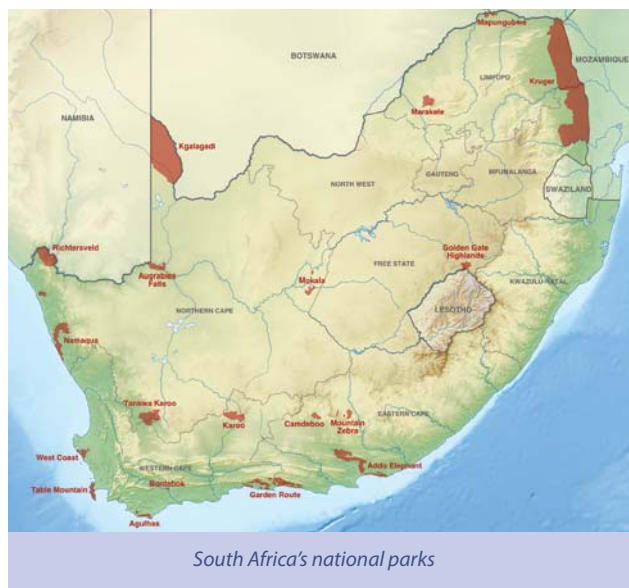 Mapungubwe
BOTSWANA
MOZAMBIQUE
LIMPOPO
Kruger
NAMIBIA
Marakele
Kgalagadi
GAUTENG
MPUMALANGA
NORTH WEST
SWAZILAND
Richtersveld
Augrabies
Falls
Mokala
FREE STATE
Golden Gate
Highlands
KWAZULU-NATAL
NORTHERN CAPE
LESOTHO
Namaqua
Tankwa Karoo
Karoo
Camdeboo
Mountain
Zebra
EASTERN CAPE
West Coast
WESTERN CAPE
Addo Elephant
Table Mountain
Bontebok
Garden Route
Agulhas
South Africa's national parks